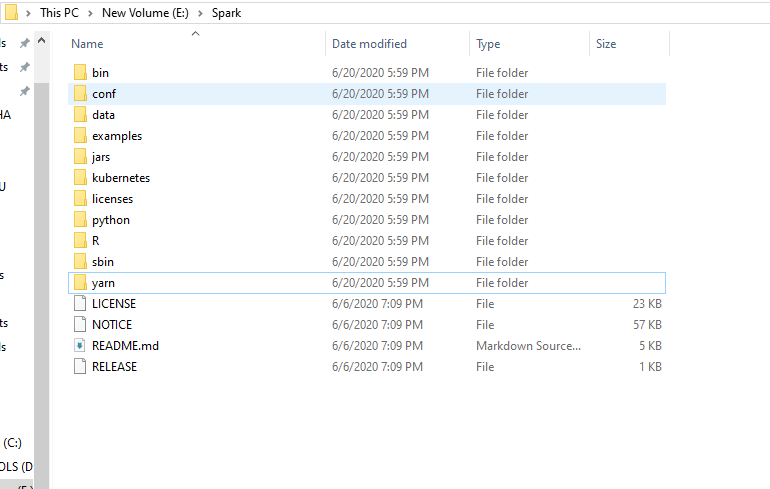 This PC > New Volume (E:) > Spark
Name Date modified Type Size
bin 6/20/2020 5:59 PM File folder
conf 6/20/2020 5:59 PM File folder
data 6/20/2020 5:59 PM File folder
examples 6/20/2020 5:59 PM File folder
jars 6/20/2020 5:59 PM File folder
kubernetes 6/20/2020 5:59 PM File folder
licenses 6/20/2020 5:59 PM File folder
python 6/20/2020 5:59 PM File folder
R 6/20/2020 5:59 PM File folder
sbin 6/20/2020 5:59 PM File folder
yarn 6/20/2020 5:59 PM File folder
LICENSE 6/6/2020 7:09 PM File 23 KB
NOTICE 6/6/2020 7:09 PM File 57 KB
README.md 6/6/2020 7:09 PM Markdown Source... 5 KB
RELEASE 6/6/2020 7:09 PM File 1 KB
(C:)
OLS (D